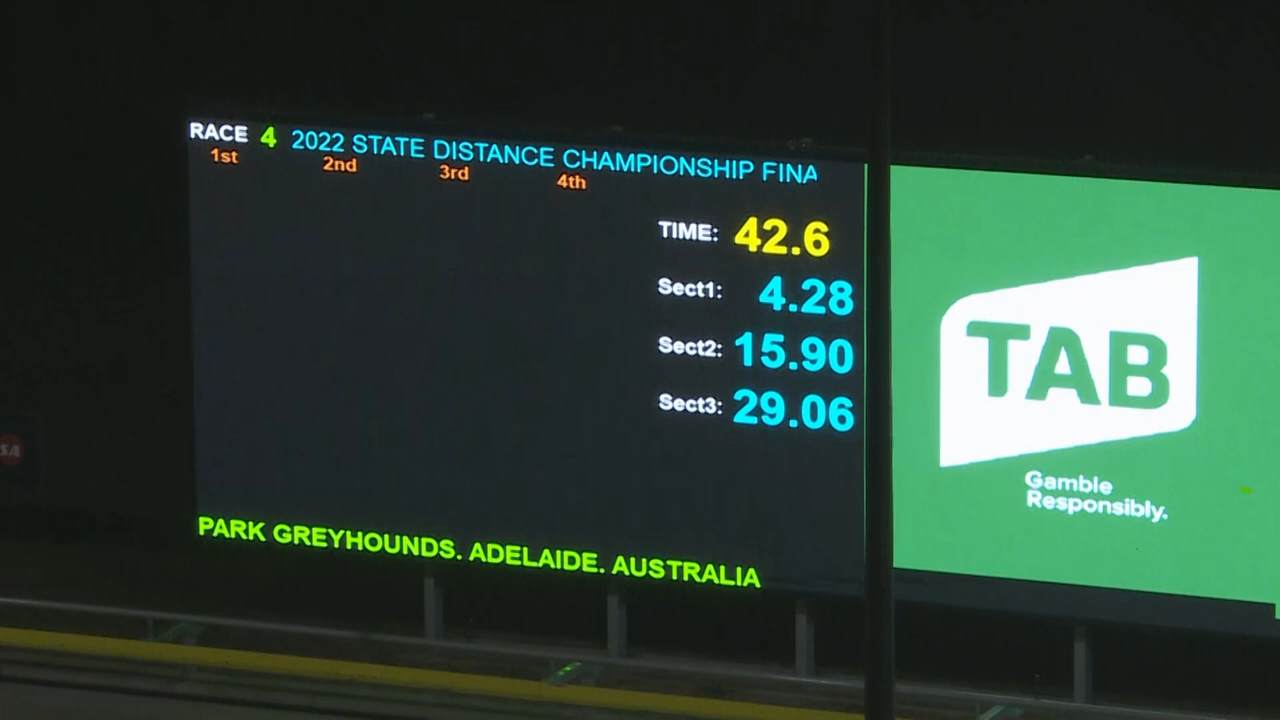 RACE 4 2022 STATE DISTANCE CHAMPIONSHIP FINA
1st 2nd 3rd 4th
TIME: 42.6
Sect1: 4.28
Sect2: 15.90
Sect3: 29.06
PARK GREYHOUNDS. ADELAIDE. AUSTRALIA
TAB
Gamble
Responsibly.
SA